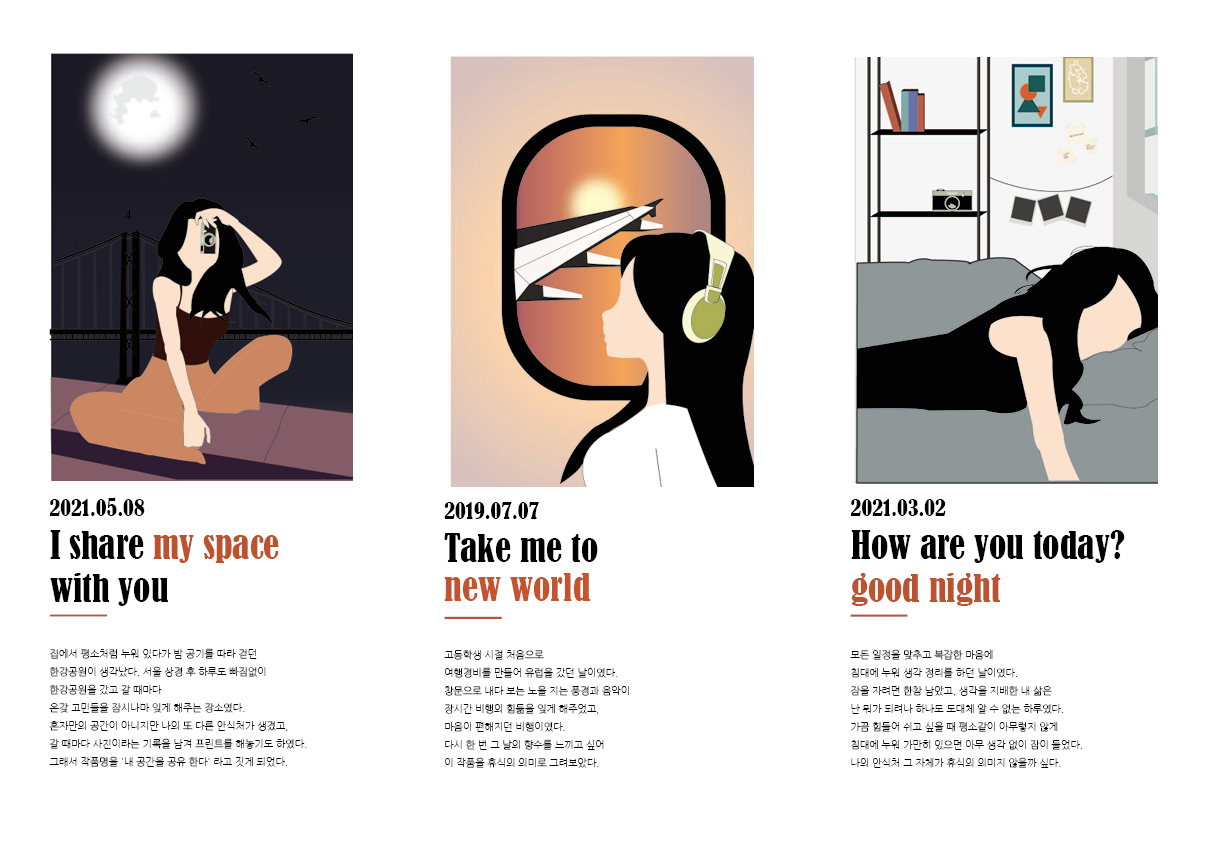 2021.05.08
I share my space
with you
집에서 평소처럼 누워 있다가 밤 공기를 따라 걷던
한강공원이 생각났다. 서울 상경 후 하루도 빠짐없이
한강공원을 갔고 갈 때마다
온갖 고민들을 잠시나마 잊게 해주는 장소였다.
혼자만의 공간이 아니지만 나의 또 다른 안식처가 생겼고,
갈 때마다 사진이라는 기록을 남겨 프린트를 해놓기도 하였다.
그래서 작품명을 '내 공간을 공유 한다' 라고 짓게 되었다.
2019.07.07
Take me to
new world
고등학생 시절 처음으로
여행경비를 만들어 유럽을 갔던 날이였다.
창문으로 내다 보는 노을 지는 풍경과 음악이
장시간 비행의 힘듦을 잊게 해주었고,
마음이 편해지던 비행이였다.
다시 한 번 그 날의 향수를 느끼고 싶어
이 작품을 휴식의 의미로 그려보았다.
2021.03.02
How are you today?
good night
모든 일정을 맞추고 복잡한 마음에
침대에 누워 생각 정리를 하던 날이였다.
잠을 자려면 한참 남았고, 생각을 지배한 내 삶은
난 뭐가 되려나 하나도 도대체 알 수 없는 하루였다.
가끔 힘들어 쉬고 싶을 때 평소같이 아무렇지 않게
침대에 누워 가만히 있으면 아무 생각 없이 잠이 들었다.
나의 안식처 그 자체가 휴식의 의미지 않을까 싶다.